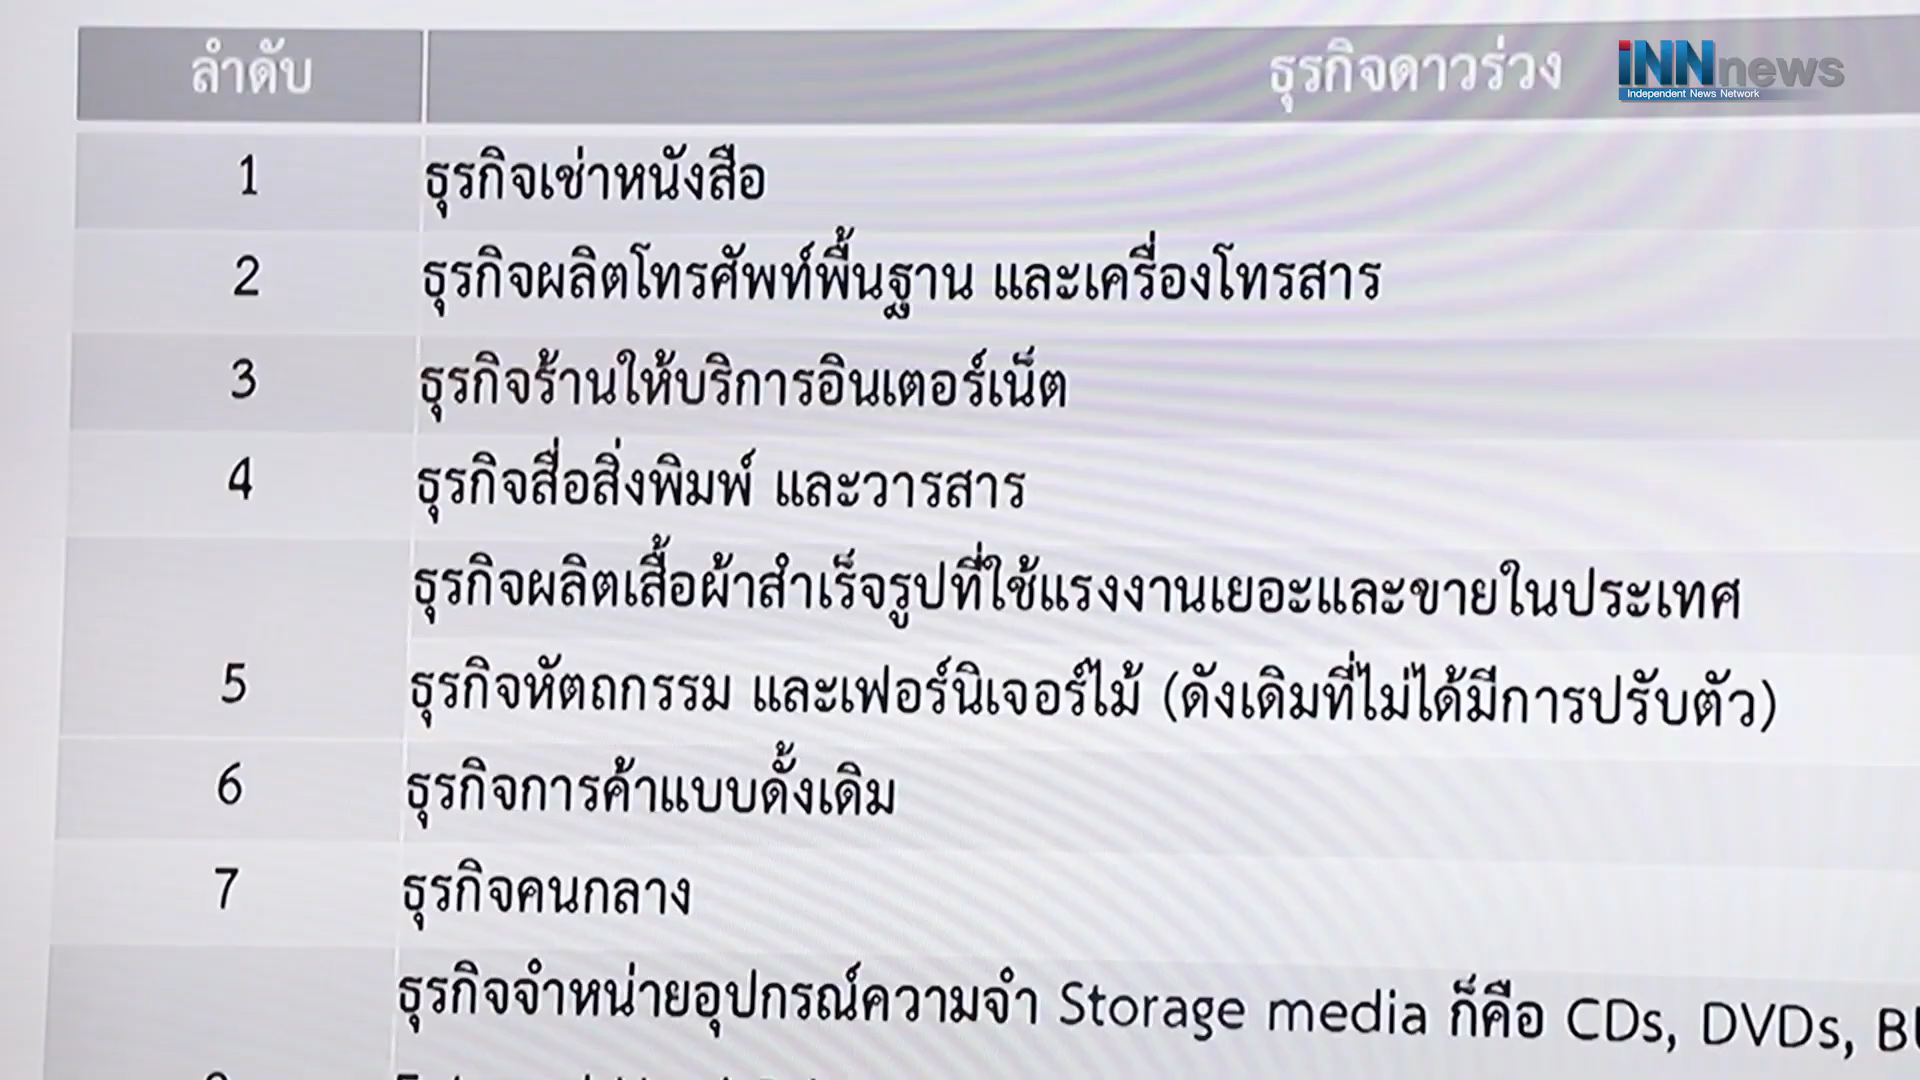 ลำดับ ธุรกิจดาวร่วง
iNNnews
Independent News Network
1 ธุรกิจเช่าหนังสือ
2 ธุรกิจผลิตโทรศัพท์พื้นฐาน และเครื่องโทรสาร
3 ธุรกิจร้านให้บริการอินเตอร์เน็ต
4 ธุรกิจสื่อสิ่งพิมพ์ และวารสาร
ธุรกิจผลิตเสื้อผ้าสำเร็จรูปที่ใช้แรงงานเยอะและขายในประเทศ
5 ธุรกิจหัตถกรรม และเฟอร์นิเจอร์ไม้ (ดังเดิมที่ไม่ได้มีการปรับตัว)
6 ธุรกิจการค้าแบบดั้งเดิม
7 ธุรกิจคนกลาง
ธุรกิจจำหน่ายอุปกรณ์ความจำ Storage media ก็คือ CDs, DVDs,